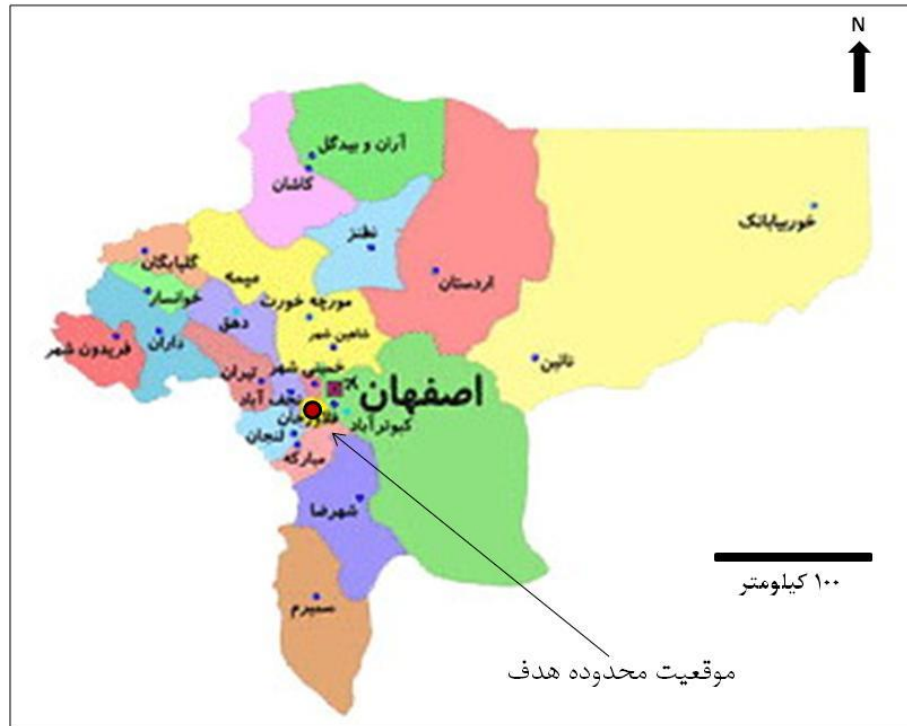 N
آران و بیدگل
کاشان
خوربیابانک
نطنز
گلپایگان
میمه
اردستان
خوانسار
مورچه خورت
دهق
شاهین شهر
فریدون شهر
داران
نائین
تیران
خمینی شهر
اصفهان
نجف آباد
فلاورجان
کبوترآباد
لنجان
مبارکه
شهرضا
۱۰۰ کیلومتر
سمیرم
موقعیت محدوده هدف